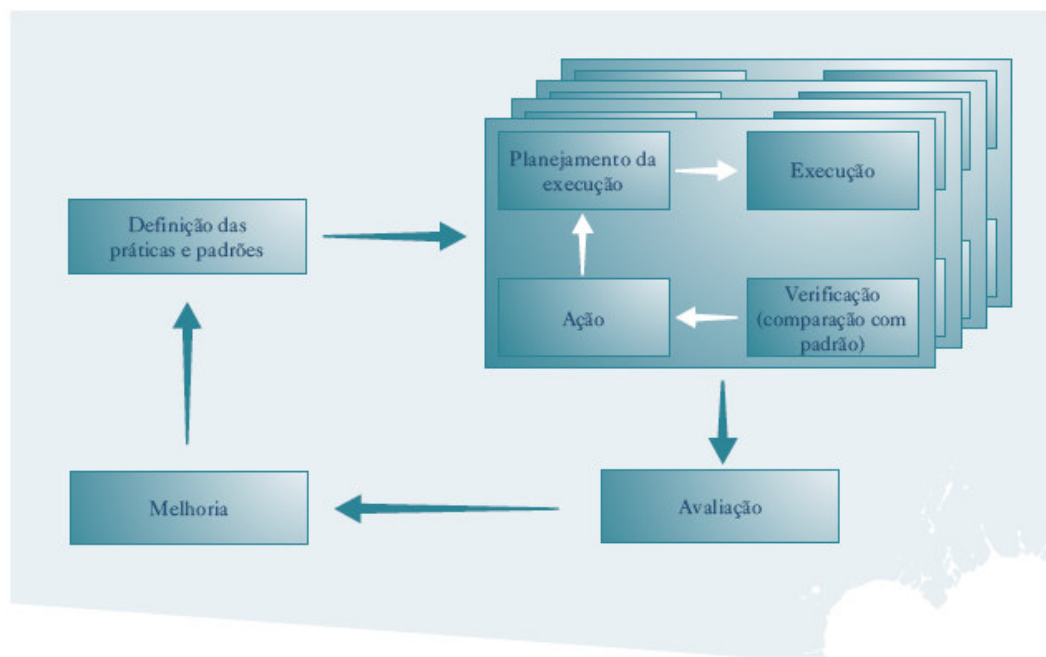 Planejamento da
execução
Execução
Definição das
práticas e padrões
Ação
Verificação
(comparação com
padrão)
Melhoria
Avaliação